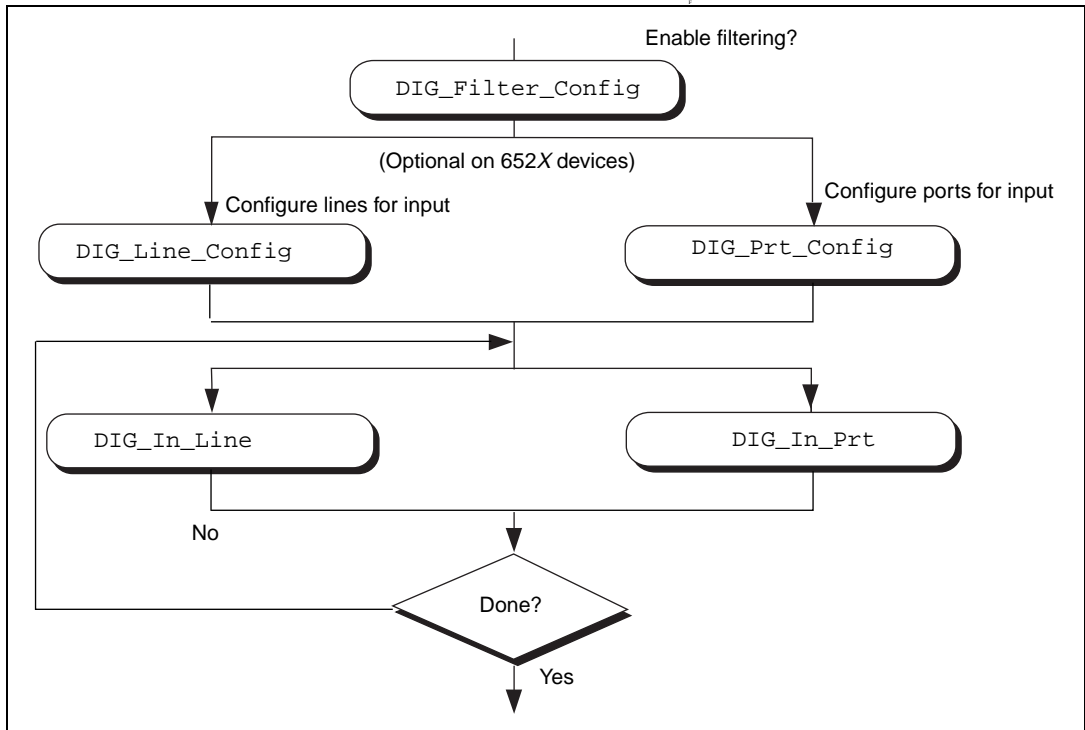 Enable filtering?
DIG_Filter_Config
(Optional on 652X devices)
Configure lines for input
Configure ports for input
DIG_Line_Config
DIG_Prt_Config
DIG_In_Line
DIG_In_Prt
No
Done?
Yes